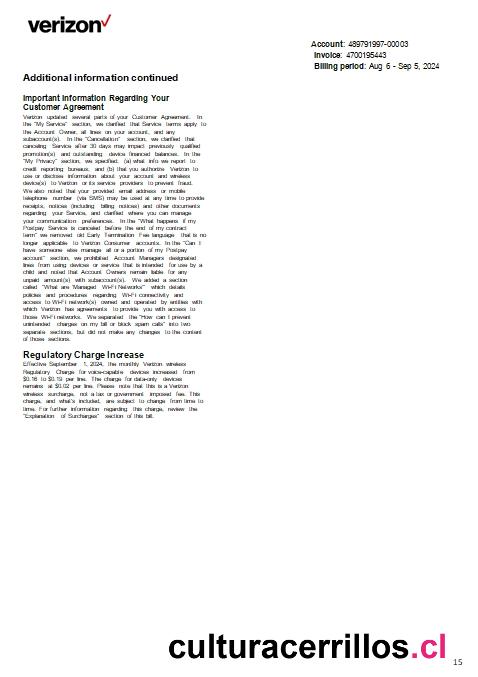 verizon
Account: 489791997-00003
Invoice: 4700195443
Billing period: Aug 6 - Sep 5, 2024
Additional information continued
Important Information Regarding Your
Customer Agreement
Verizon updated several parts of your Customer Agreement. In
the "My Service" section, we clarified that Service terms apply to
the Account Owner, all lines on your account, and any
subaccount(s). In the "Cancellation" section, we clarified that
canceling Service after 30 days may impact previously qualified
promotion(s) and outstanding device financed balances. In the
"My Privacy" section, we specified. (a) what info we report to
credit reporting bureaus, and (b) that you authorize Verizon to
use or disclose information about your account and wireless
device(s) to Verizon or its service providers to prevent fraud.
We also noted that your provided email address or mobile
telephone number (via SMS) may be used at any time to provide
receipts, notices (including billing notices) and other documents
regarding your Service, and clarified where you can manage
your communication preferences. In the "What happens if my
Postpay Service is canceled before the end of my contract
term" we removed old Early Termination Fee language that is no
longer applicable to Verizon Consumer accounts. In the "Can I
have someone else manage all or a portion of my Postpay
account" section, we prohibited Account Managers designated
lines from using devices or service that is intended for use by a
child and noted that Account Owners remain liable for any
unpaid amount(s) with subaccount(s). We added a section
called "What are 'Managed Wi-Fi Networks'" which details
policies and procedures regarding Wi-Fi connectivity and
access to Wi-Fi network(s) owned and operated by entities with
which Verizon has agreements to provide you with access to
those Wi-Fi networks. We separated the "How can I prevent
unintended charges on my bill or block spam calls" into two
separate sections, but did not make any changes to the content
of those sections.
Regulatory Charge Increase
Effective September 1, 2024, the monthly Verizon wireless
Regulatory Charge for voice-capable devices increased from
$0.16 to $0.19 per line. The charge for data-only devices
remains at $0.02 per line. Please note that this is a Verizon
wireless surcharge, not a tax or government imposed fee. This
charge, and what's included, are subject to change from time to
time. For further information regarding this charge, review the
"Explanation of Surcharges" section of this bill.
culturacerrillos.cl
15